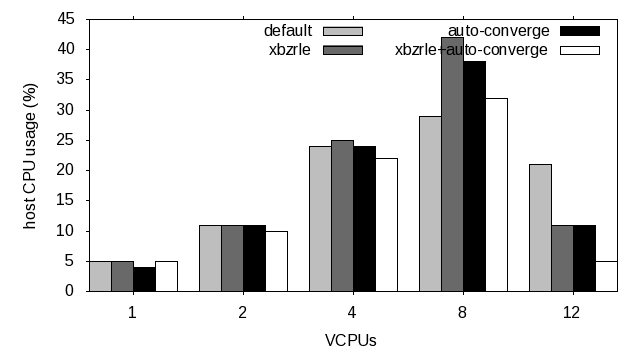 host CPU usage (%)
45
40
35
30
25
20
15
10
5
0
default
xbzrle
auto-converge
xbzrle+auto-converge
1 2 4 8 12
VCPUs